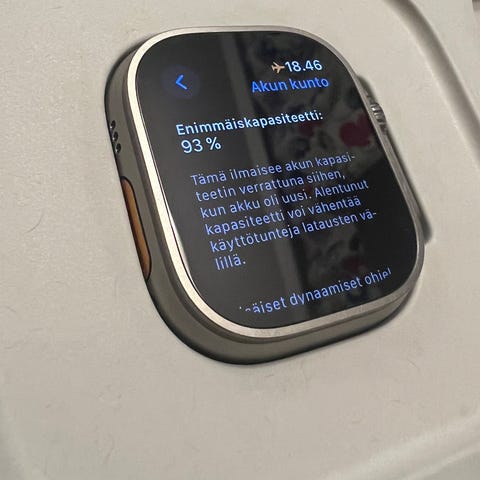 18.46
Akun kunto
Enimmäiskapasiteetti:
93 %
Tämä ilmaisee akun kapasi-
teetin verrattuna siihen,
kun akku oli uusi. Alentunut
kapasiteetti voi vähentää
käyttötunteja latausten vä-
lillä.
dynaamiset